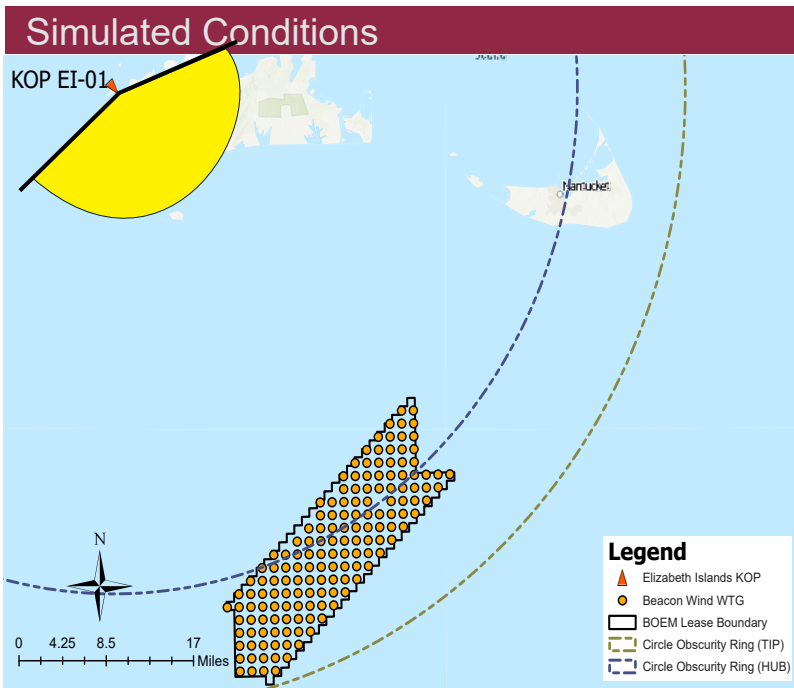 Simulated Conditions
KOP EI-01
Nantucket
N
0 4.25 8.5 17
Miles
Legend
Elizabeth Islands KOP
Beacon Wind WTG
BOEM Lease Boundary
Circle Obscurity Ring (TIP)
Circle Obscurity Ring (HUB)